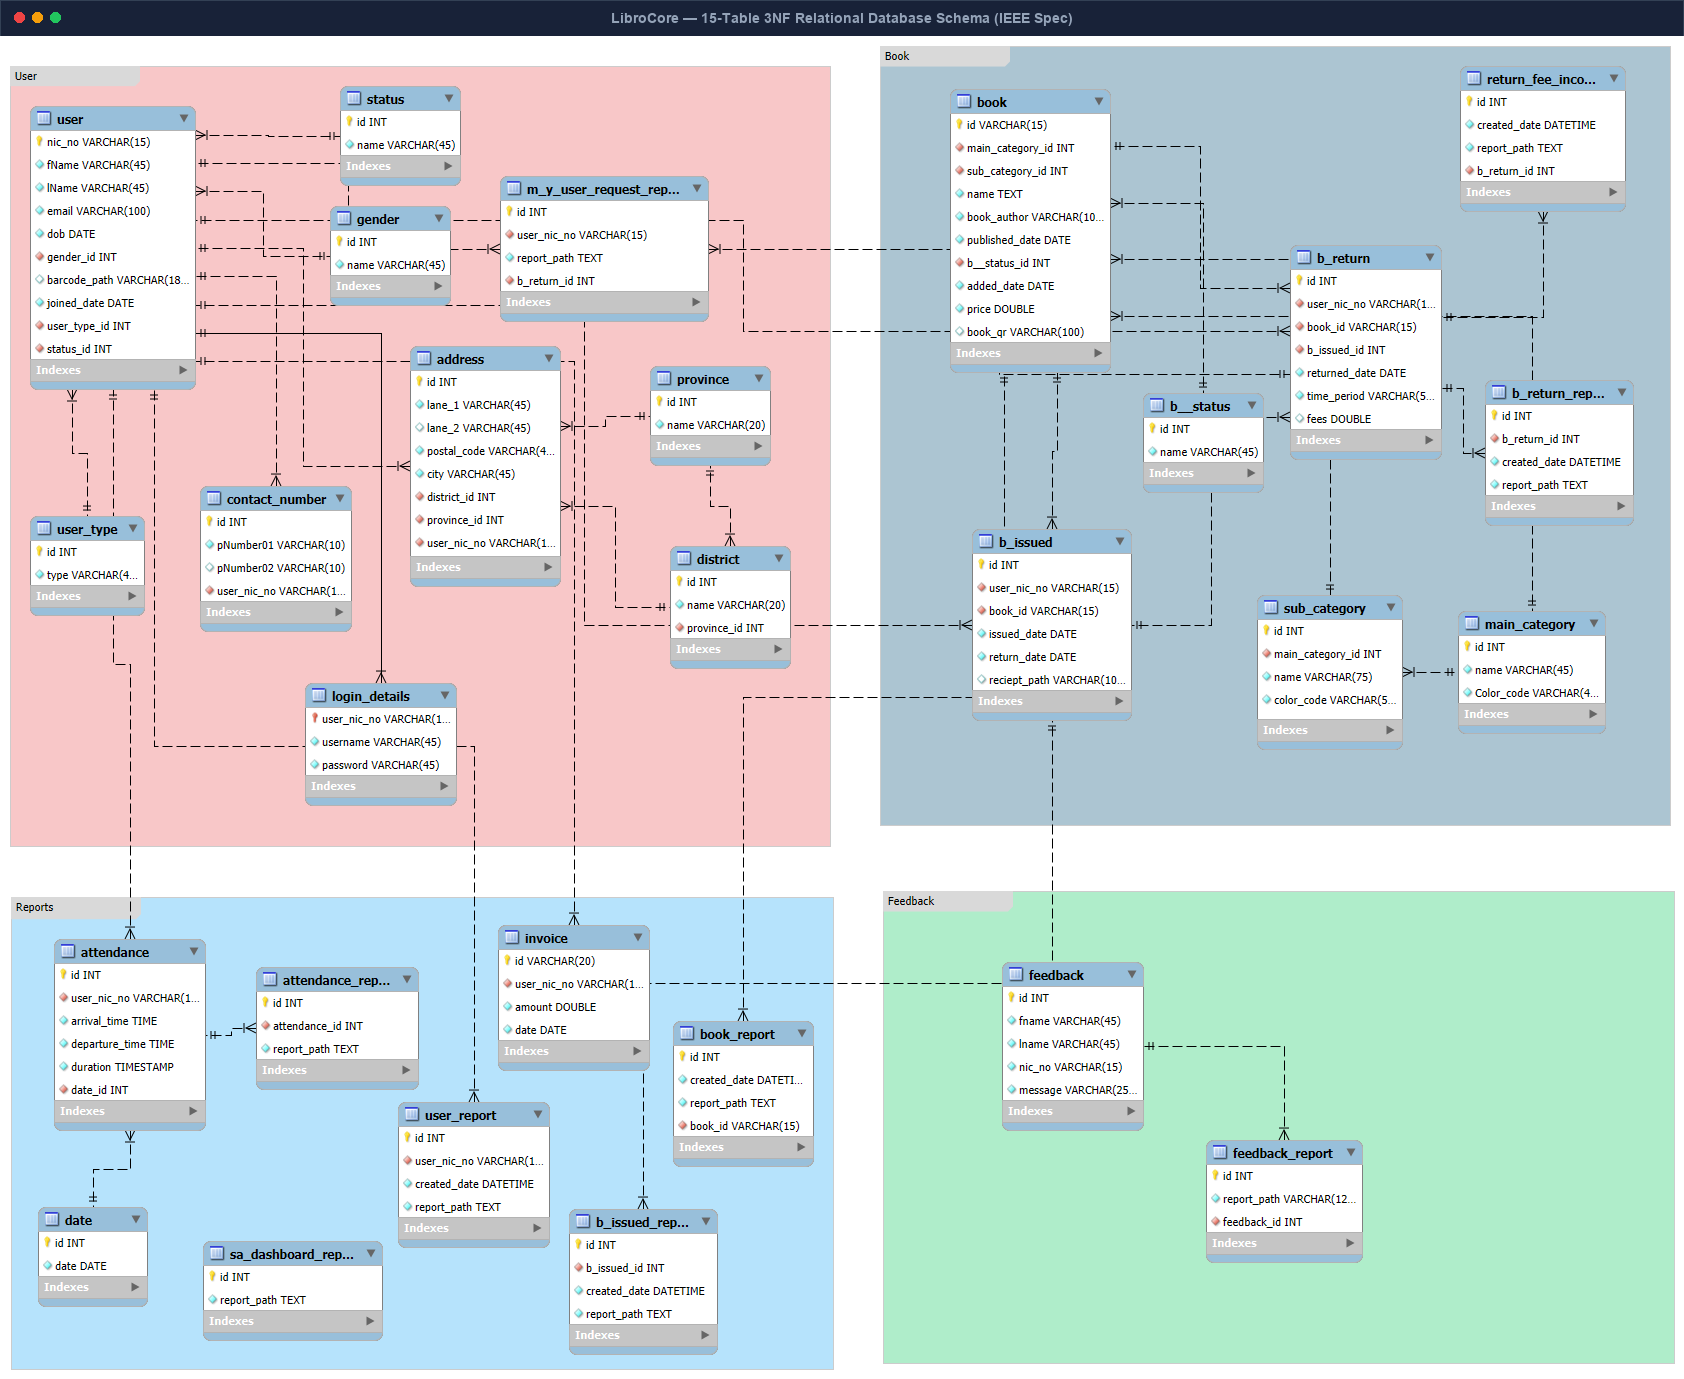 LibroCore — 15-Table 3NF Relational Database Schema (IEEE Spec)
User
user
nic_no VARCHAR(15)
fName VARCHAR(45)
lName VARCHAR(45)
email VARCHAR(100)
dob DATE
gender_id INT
barcode_path VARCHAR(18...
joined_date DATE
user_type_id INT
status_id INT
Indexes
status
id INT
name VARCHAR(45)
Indexes
gender
id INT
name VARCHAR(45)
Indexes
m_y_user_request_rep...
id INT
user_nic_no VARCHAR(15)
report_path TEXT
b_return_id INT
Indexes
address
id INT
lane_1 VARCHAR(45)
lane_2 VARCHAR(45)
postal_code VARCHAR(4...
city VARCHAR(45)
district_id INT
province_id INT
user_nic_no VARCHAR(1...
Indexes
province
id INT
name VARCHAR(20)
Indexes
district
id INT
name VARCHAR(20)
province_id INT
Indexes
contact_number
id INT
pNumber01 VARCHAR(10)
pNumber02 VARCHAR(10)
user_nic_no VARCHAR(1...
Indexes
user_type
id INT
type VARCHAR(4...
Indexes
login_details
user_nic_no VARCHAR(1...
username VARCHAR(45)
password VARCHAR(45)
Indexes
Book
book
id VARCHAR(15)
main_category_id INT
sub_category_id INT
name TEXT
book_author VARCHAR(10...
published_date DATE
b__status_id INT
added_date DATE
price DOUBLE
book_qr VARCHAR(100)
Indexes
return_fee_inco...
id INT
created_date DATETIME
report_path TEXT
b_return_id INT
Indexes
b_return
id INT
user_nic_no VARCHAR(1...
book_id VARCHAR(15)
b_issued_id INT
returned_date DATE
time_period VARCHAR(5...
fees DOUBLE
Indexes
b__status
id INT
name VARCHAR(45)
Indexes
b_return_rep...
id INT
b_return_id INT
created_date DATETIME
report_path TEXT
Indexes
b_issued
id INT
user_nic_no VARCHAR(15)
book_id VARCHAR(15)
issued_date DATE
return_date DATE
reciept_path VARCHAR(10...
Indexes
sub_category
id INT
main_category_id INT
name VARCHAR(75)
color_code VARCHAR(5...
Indexes
main_category
id INT
name VARCHAR(45)
Color_code VARCHAR(4...
Indexes
Reports
attendance
id INT
user_nic_no VARCHAR(1...
arrival_time TIME
departure_time TIME
duration TIMESTAMP
date_id INT
Indexes
attendance_rep...
id INT
attendance_id INT
report_path TEXT
Indexes
invoice
id VARCHAR(20)
user_nic_no VARCHAR(1...
amount DOUBLE
date DATE
Indexes
book_report
id INT
created_date DATETI...
report_path TEXT
book_id VARCHAR(15)
Indexes
user_report
id INT
user_nic_no VARCHAR(1...
created_date DATETIME
report_path TEXT
Indexes
date
id INT
date DATE
Indexes
sa_dashboard_rep...
id INT
report_path TEXT
Indexes
b_issued_rep...
id INT
b_issued_id INT
created_date DATETIME
report_path TEXT
Indexes
Feedback
feedback
id INT
fname VARCHAR(45)
lname VARCHAR(45)
nic_no VARCHAR(15)
message VARCHAR(25...
Indexes
feedback_report
id INT
report_path VARCHAR(12...
feedback_id INT
Indexes